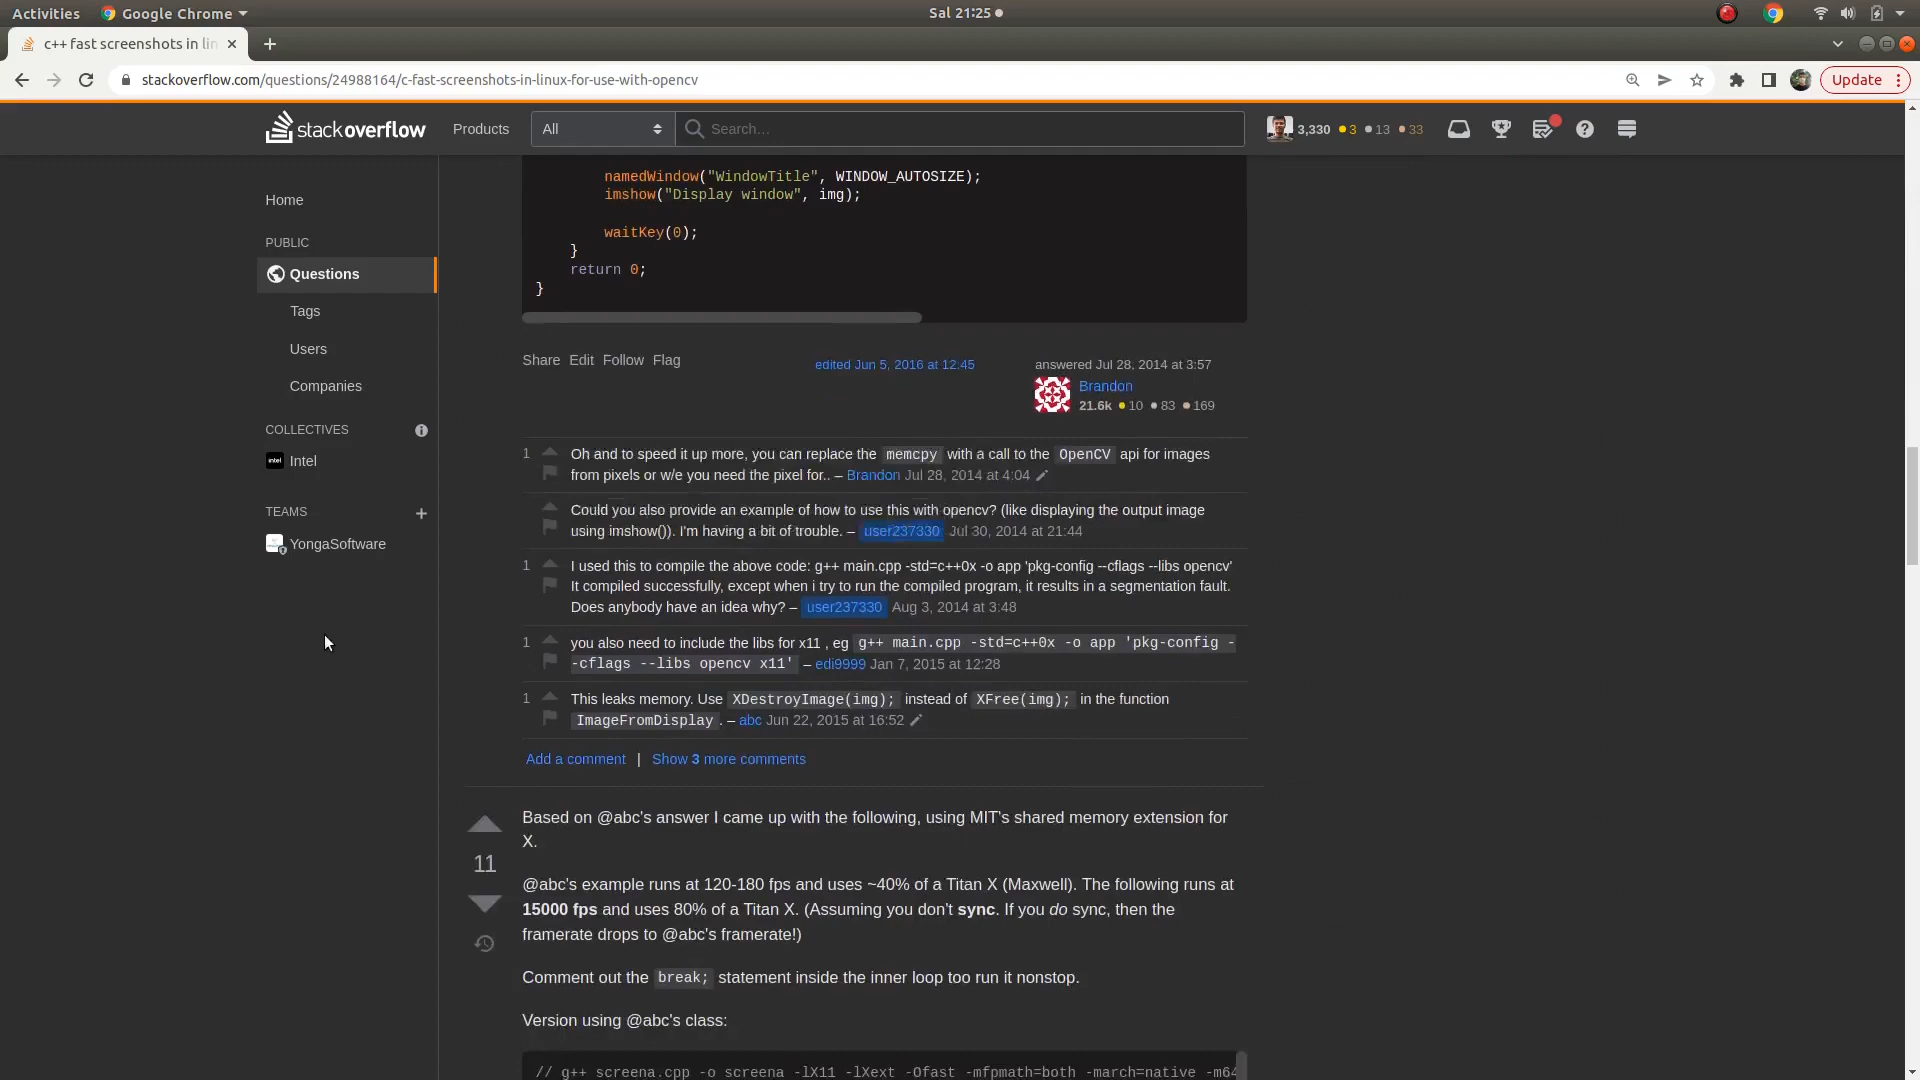 Activities
Google Chrome
Sal 21:25
c++ fast screenshots in lin
stackoverflow.com/questions/24988164/c-fast-screenshots-in-linux-for-use-with-opencv
Update
stackoverflow
Products
All
Search…
3,330 3 13 33
Home
PUBLIC
Questions
Tags
Users
Companies
COLLECTIVES
intel Intel
TEAMS
YongaSoftware
namedWindow("WindowTitle", WINDOW_AUTOSIZE);
imshow("Display window", img);
waitKey(0);
}
return 0;
}
Share Edit Follow Flag
edited Jun 5, 2016 at 12:45
answered Jul 28, 2014 at 3:57
Brandon
21.6k 10 83 169
1 Oh and to speed it up more, you can replace the memcpy with a call to the OpenCV api for images
from pixels or w/e you need the pixel for.. – Brandon Jul 28, 2014 at 4:04
Could you also provide an example of how to use this with opencv? (like displaying the output image
using imshow()). I'm having a bit of trouble. – user237330 Jul 30, 2014 at 21:44
1 I used this to compile the above code: g++ main.cpp -std=c++0x -o app 'pkg-config --cflags --libs opencv'
It compiled successfully, except when i try to run the compiled program, it results in a segmentation fault.
Does anybody have an idea why? – user237330 Aug 3, 2014 at 3:48
1 you also need to include the libs for x11 , eg g++ main.cpp -std=c++0x -o app 'pkg-config -
-cflags --libs opencv x11' – edi9999 Jan 7, 2015 at 12:28
1 This leaks memory. Use XDestroyImage(img); instead of XFree(img); in the function
ImageFromDisplay . – abc Jun 22, 2015 at 16:52
Add a comment | Show 3 more comments
11
Based on @abc's answer I came up with the following, using MIT's shared memory extension for
X.
@abc's example runs at 120-180 fps and uses ~40% of a Titan X (Maxwell). The following runs at
15000 fps and uses 80% of a Titan X. (Assuming you don't sync. If you do sync, then the
framerate drops to @abc's framerate!)
Comment out the break; statement inside the inner loop too run it nonstop.
Version using @abc's class:
// g++ screena.cpp -o screena -lX11 -lXext -Ofast -mfpmath=both -march=native -m64